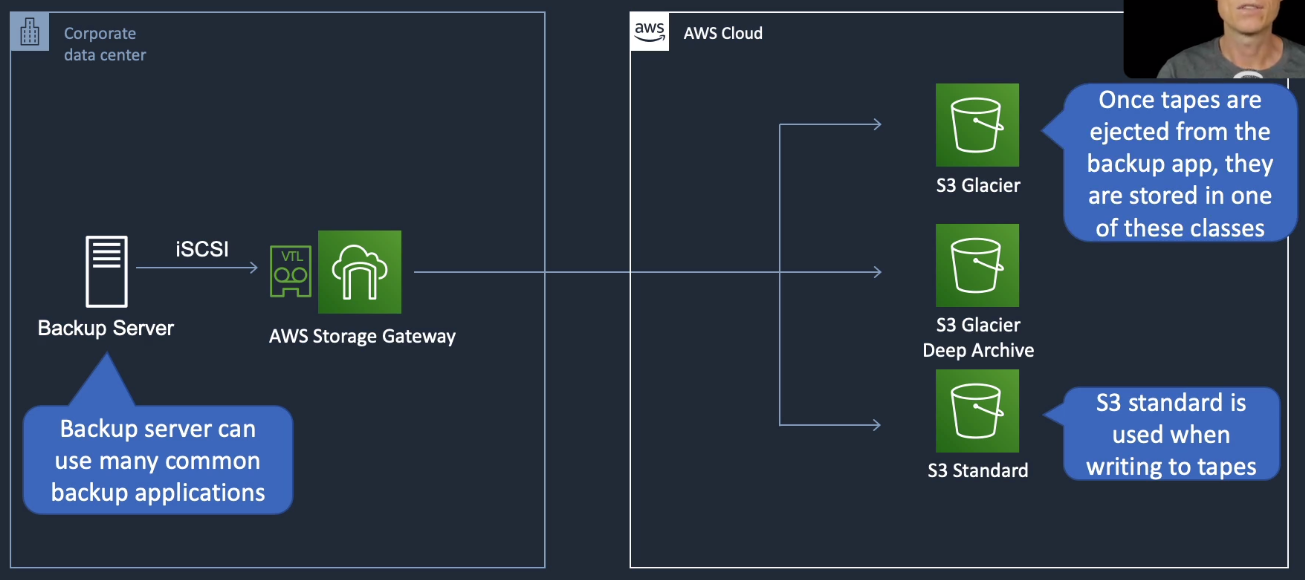 Corporate
data center
aws
AWS Cloud
iSCSI
VTL
Backup Server
AWS Storage Gateway
Backup server can
use many common
backup applications
S3 Glacier
Once tapes are
ejected from the
backup app, they
are stored in one
of these classes
S3 Glacier
Deep Archive
S3 Standard
S3 standard is
used when
writing to tapes